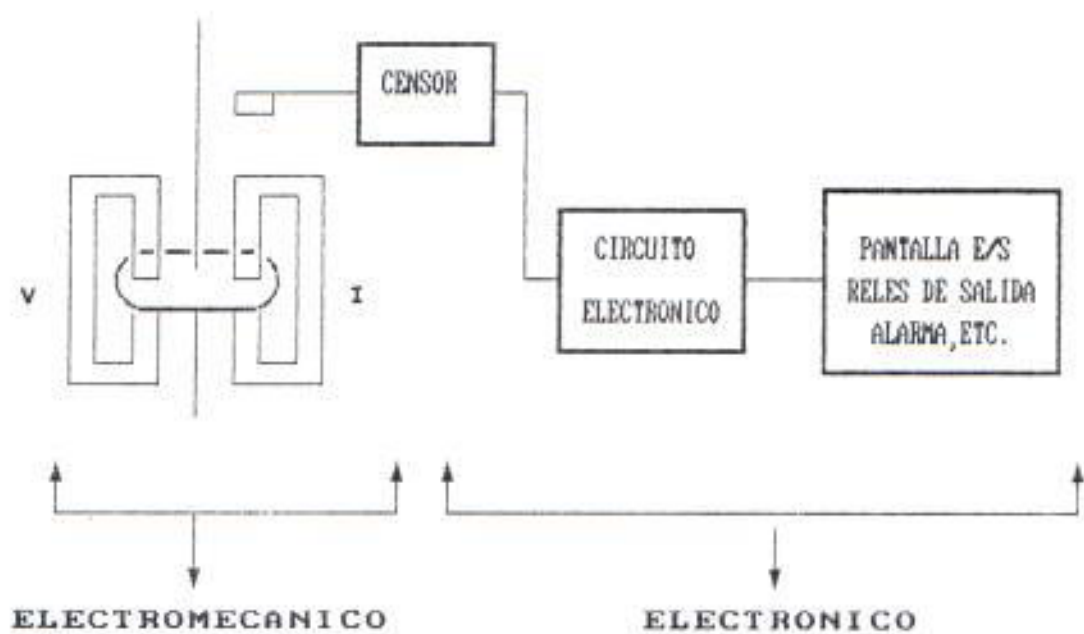 CENSOR
CIRCUITO
ELECTRONICO
PANTALLA E/S
RELES DE SALIDA
ALARMA,ETC.
V
I
ELECTROMECANICO
ELECTRONICO